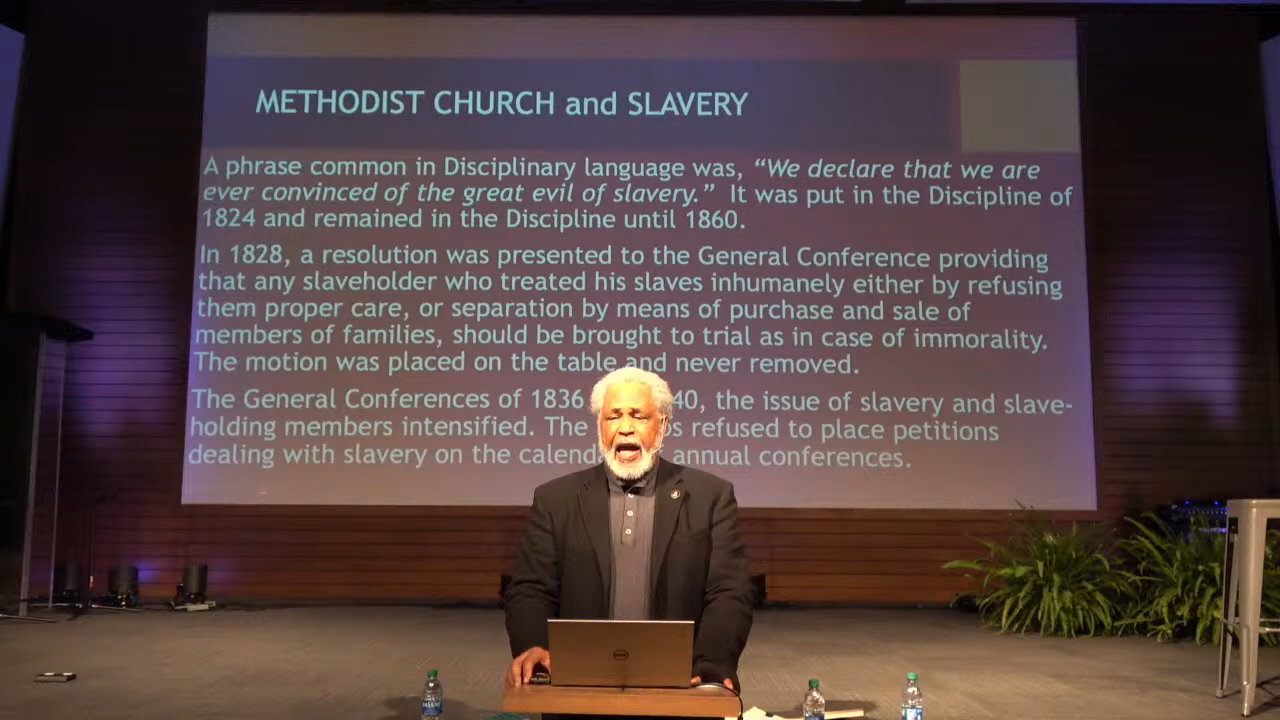 METHODIST CHURCH and SLAVERY
A phrase common in Disciplinary language was, “We declare that we are
ever convinced of the great evil of slavery.” It was put in the Discipline of
1824 and remained in the Discipline until 1860.
In 1828, a resolution was presented to the General Conference providing
that any slaveholder who treated his slaves inhumanely either by refusing
them proper care, or separation by means of purchase and sale of
members of families, should be brought to trial as in case of immorality.
The motion was placed on the table and never removed.
The General Conferences of 1836 40, the issue of slavery and slave-
holding members intensified. The refused to place petitions
dealing with slavery on the annual conferences.
DELL